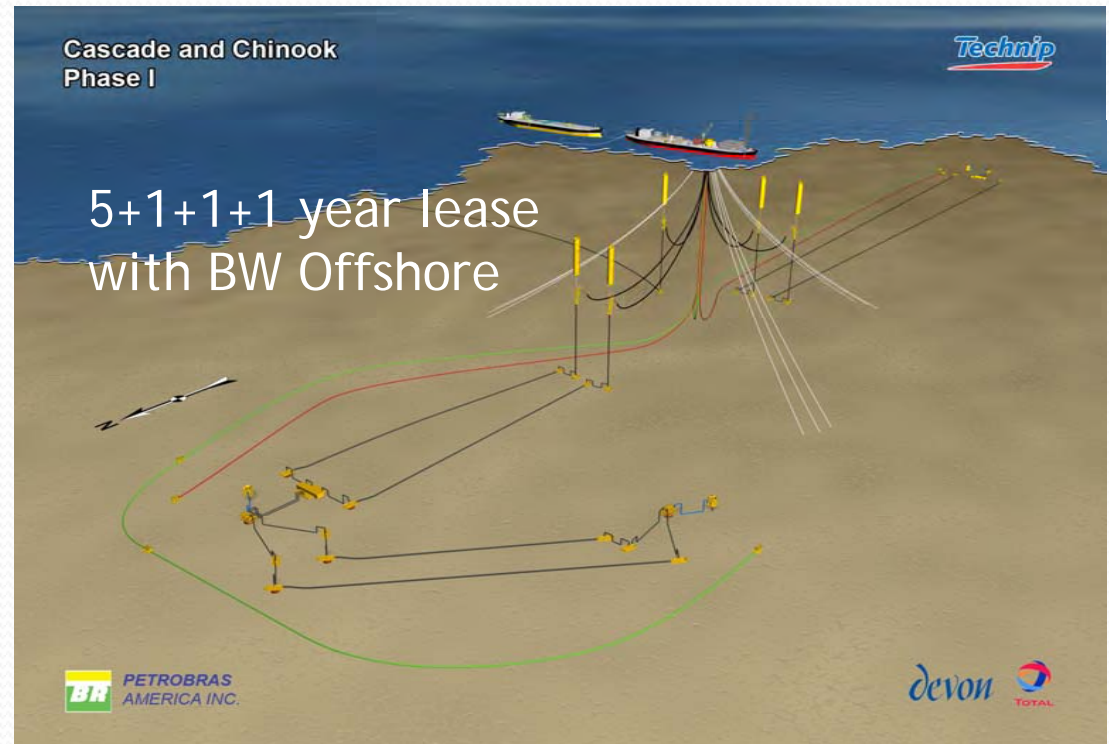 Cascade and Chinook
Phase I
Technip
5+1+1+1 year lease
with BW Offshore
N
BR
PETROBRAS
AMERICA INC.
devon
TOTAL